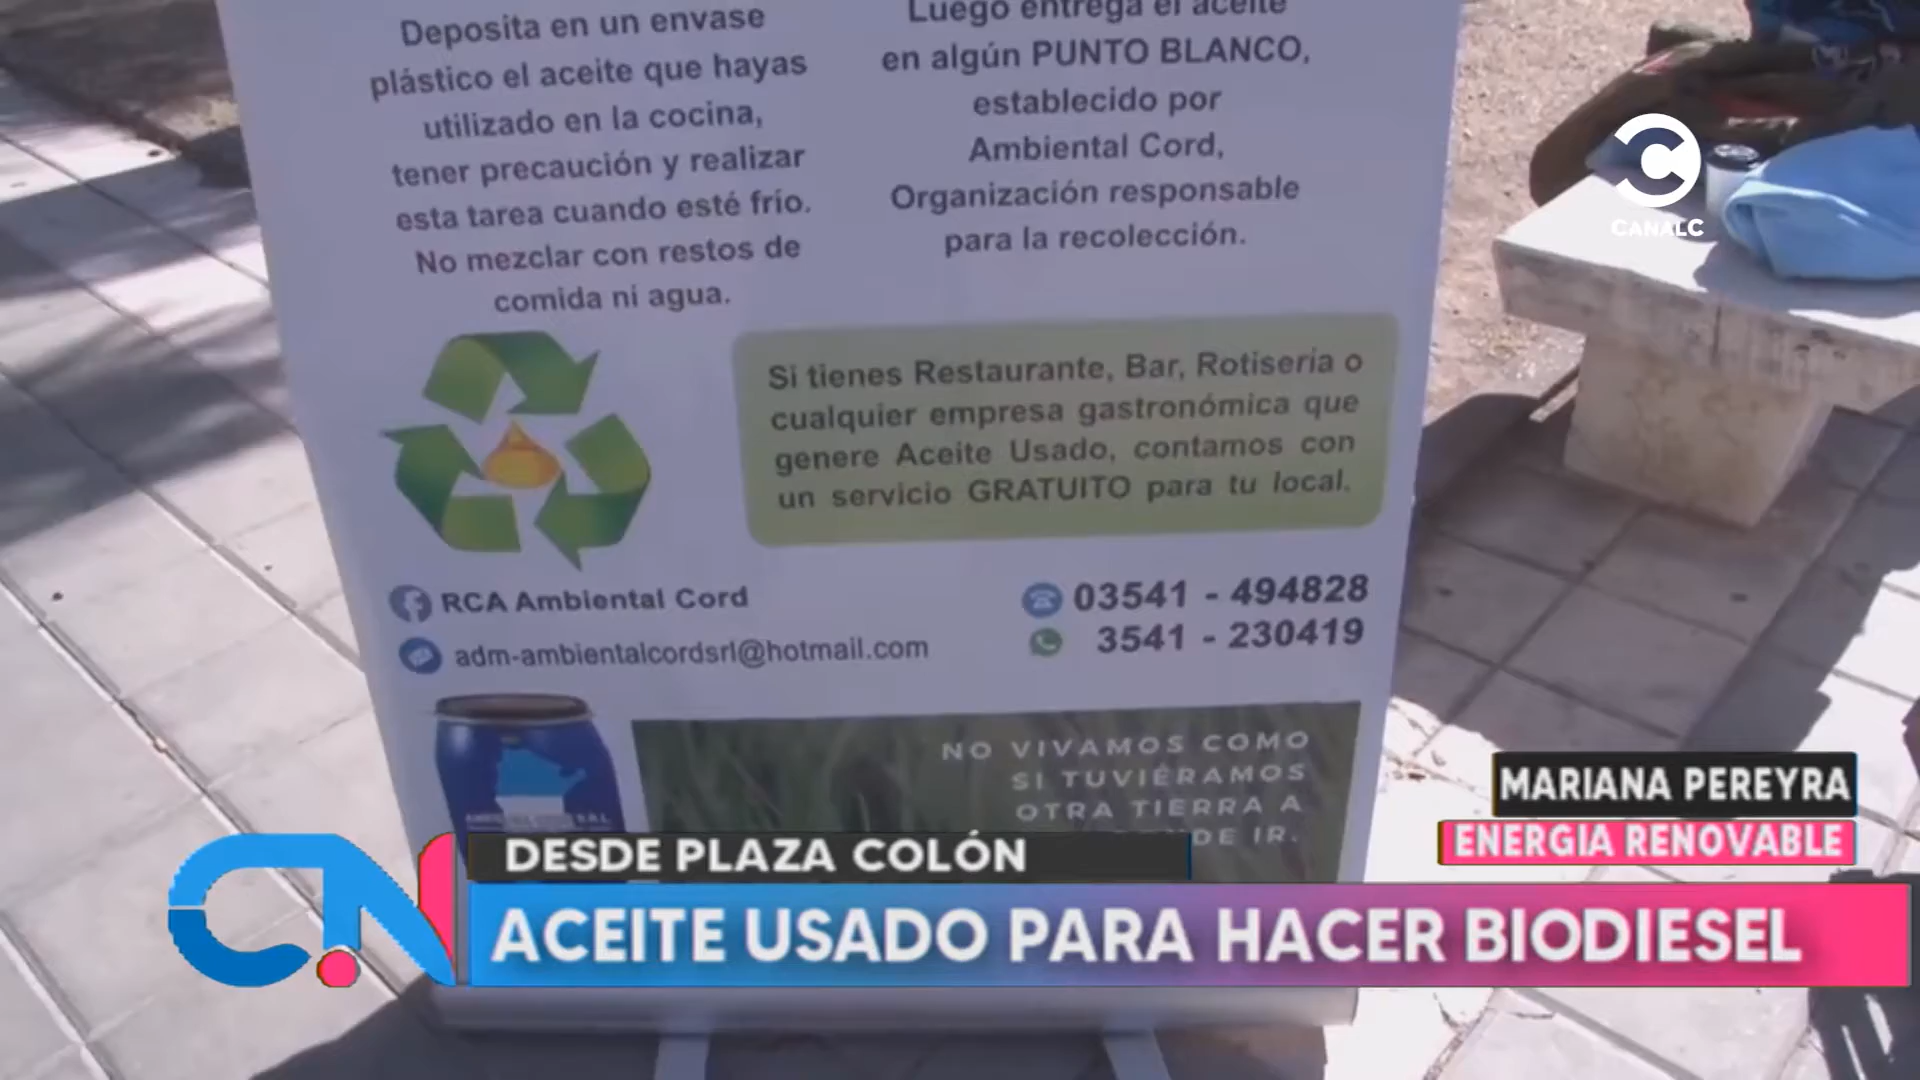 Deposita en un envase
plástico el aceite que hayas
utilizado en la cocina,
tener precaución y realizar
esta tarea cuando esté frío.
No mezclar con restos de
comida ni agua.
Luego entrega el aceite
en algún PUNTO BLANCO,
establecido por
Ambiental Cord,
Organización responsable
para la recolección.
CANALC
Si tienes Restaurante, Bar, Rotisería o
cualquier empresa gastronómica que
genere Aceite Usado, contamos con
un servicio GRATUITO para tu local.
RCA Ambiental Cord
adm-ambientalcordsrl@hotmail.com
03541 - 494828
3541 - 230419
NO VIVAMOS COMO
SI TUVIÉRAMOS
OTRA TIERRA A
DE IR.
MARIANA PEREYRA
ENERGIA RENOVABLE
DESDE PLAZA COLÓN
CN
ACEITE USADO PARA HACER BIODIESEL